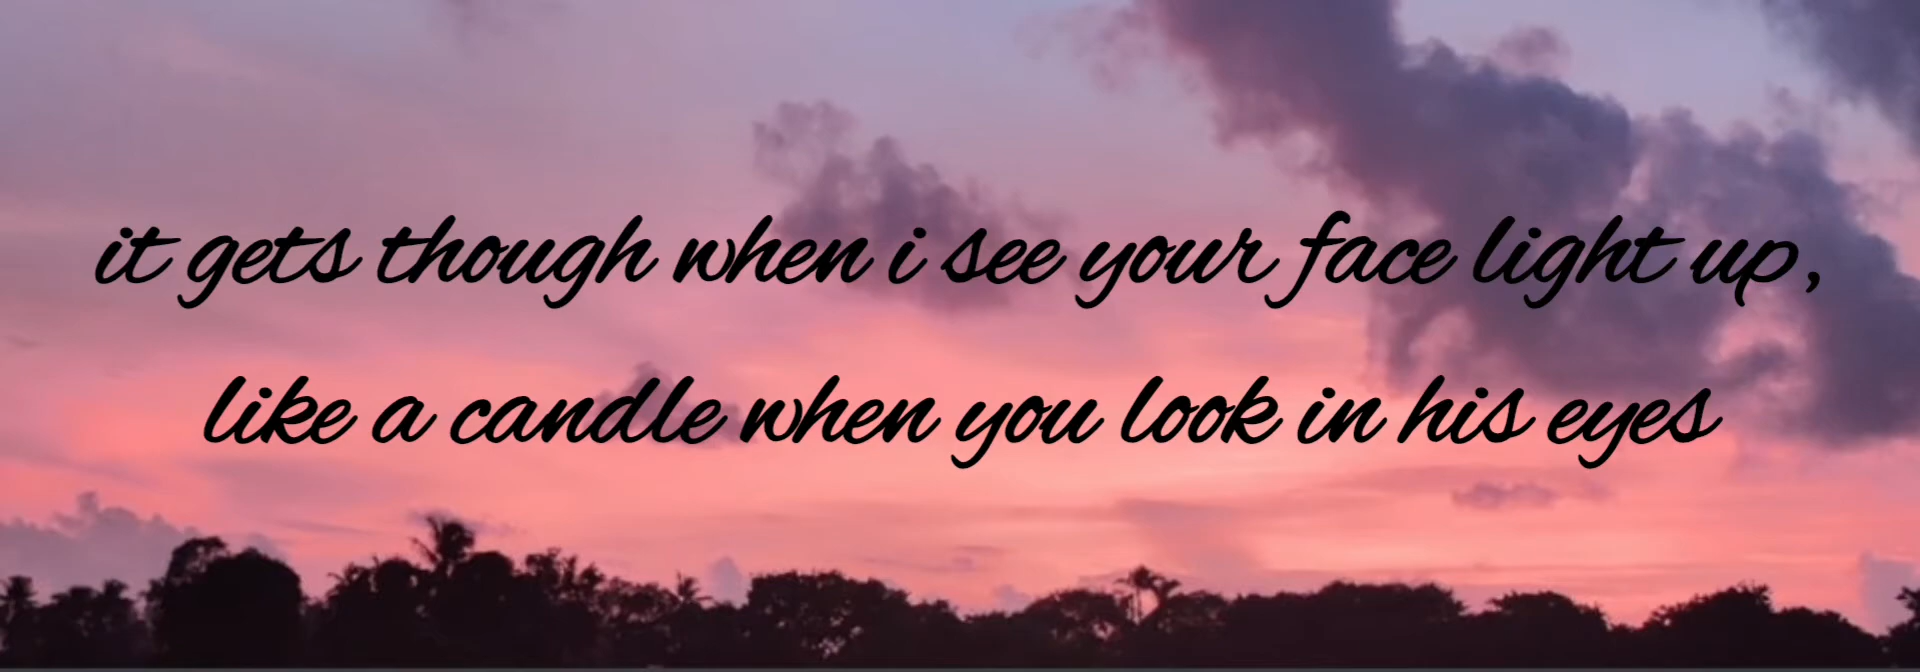 it gets though when i see your face light up,
like a candle when you look in his eyes